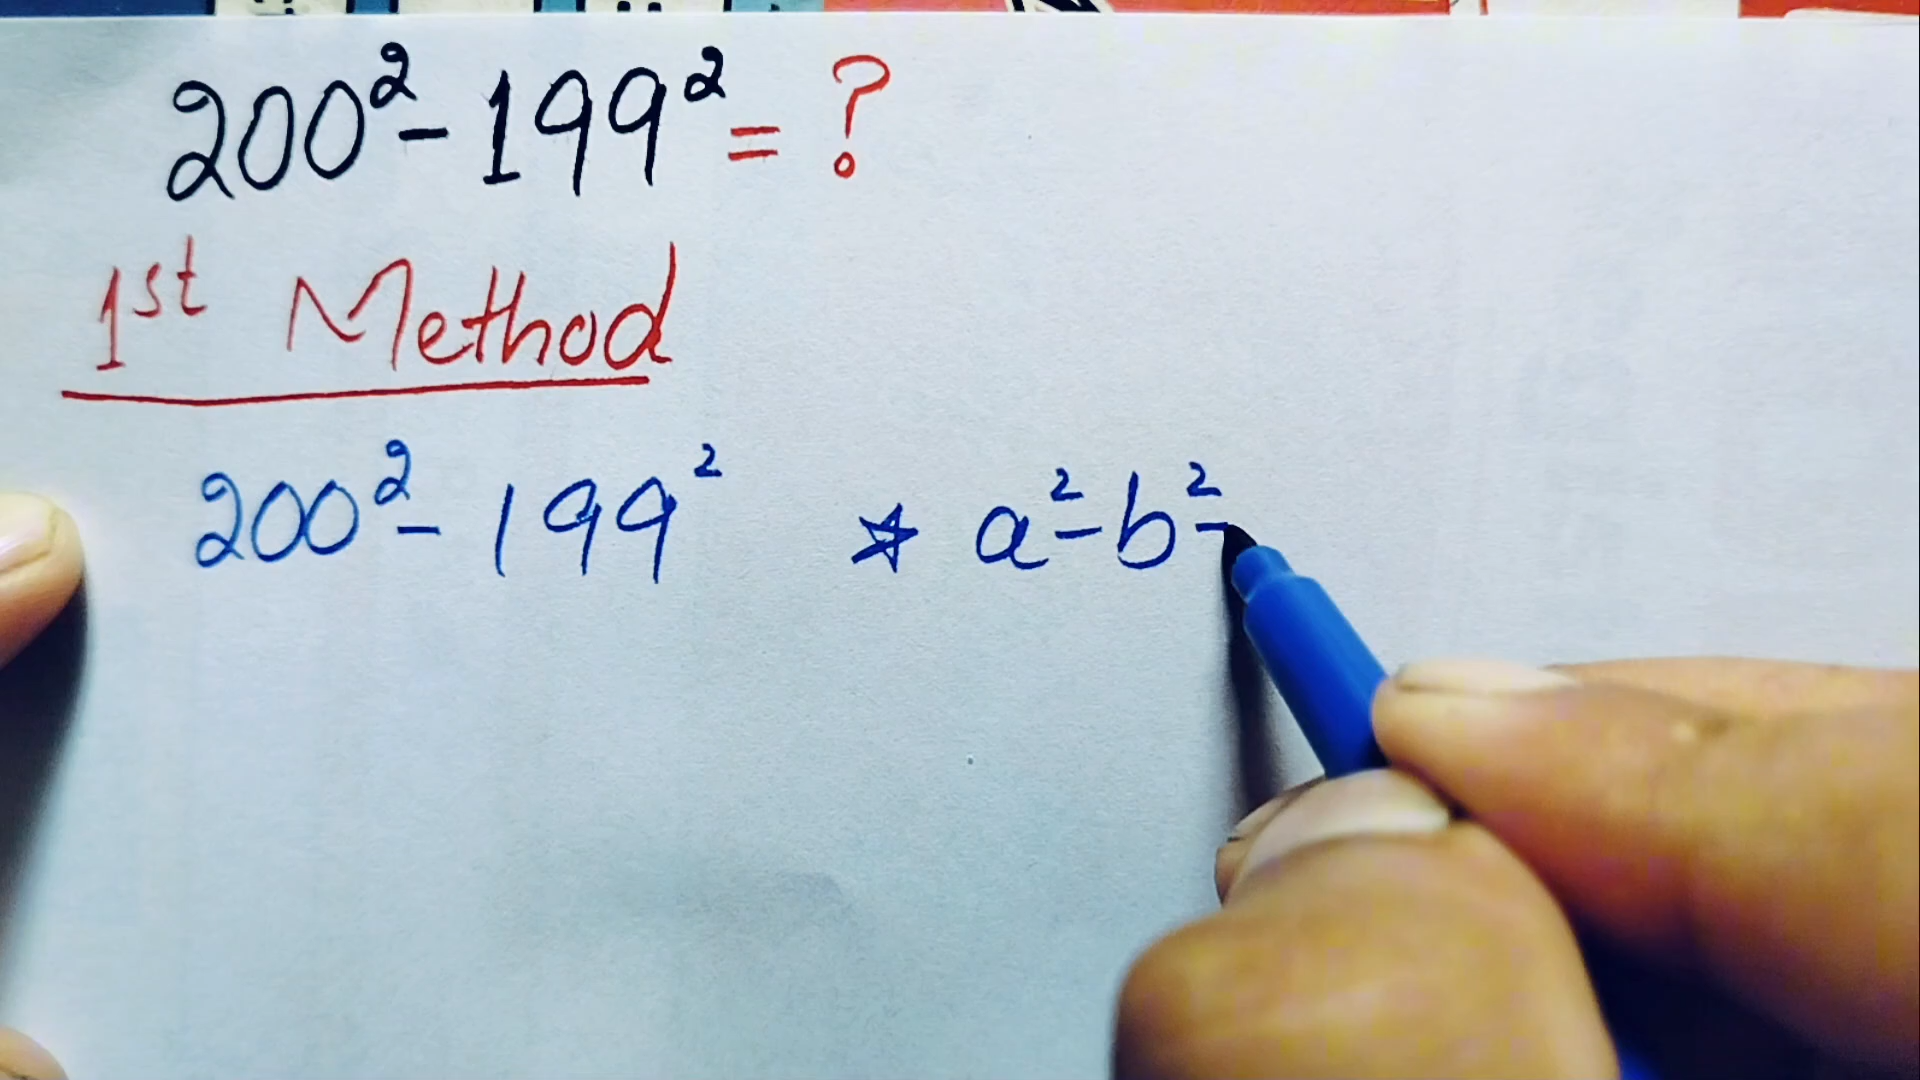 200² - 199² = ?
1st Method
200² - 199² ☆ a² - b² -